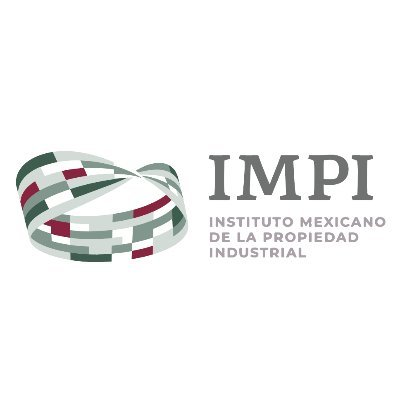 IMPI
INSTITUTO MEXICANO
DE LA PROPIEDAD
INDUSTRIAL